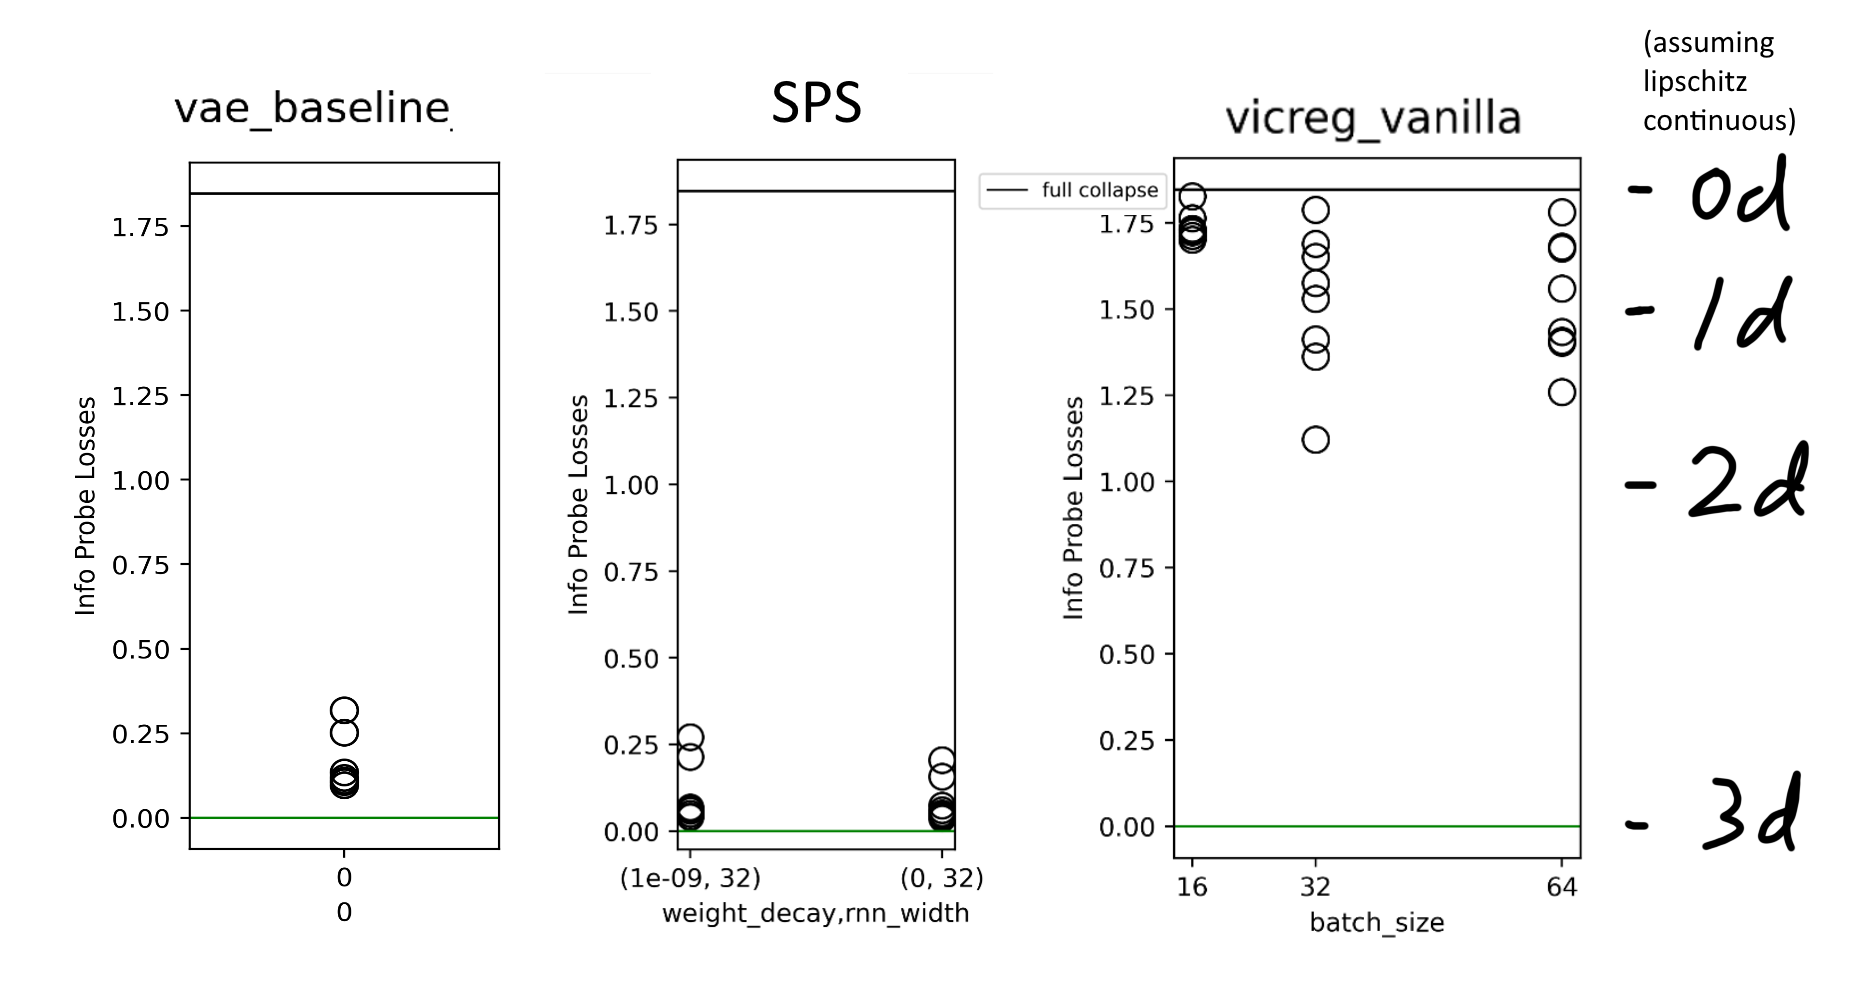 (assuming
lipschitz
continuous)
vae_baseline
SPS
vicreg_vanilla
full collapse
1.75
1.50
1.25
1.00
0.75
0.50
0.25
0.00
Info Probe Losses
0
0
1.75
1.50
1.25
1.00
0.75
0.50
0.25
0.00
Info Probe Losses
(1e-09, 32) (0, 32)
weight_decay,rnn_width
1.75
1.50
1.25
1.00
0.75
0.50
0.25
0.00
Info Probe Losses
16 32 64
batch_size
- 0d
- 1d
- 2d
- 3d